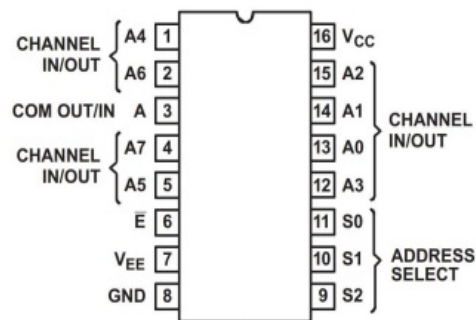 CHANNEL IN/OUT
A4 1
A6 2
COM OUT/IN A 3
CHANNEL IN/OUT
A7 4
A5 5
E̅ 6
VEE 7
GND 8
16 VCC
15 A2
14 A1
13 A0
12 A3
CHANNEL IN/OUT
11 S0
10 S1
9 S2
ADDRESS SELECT